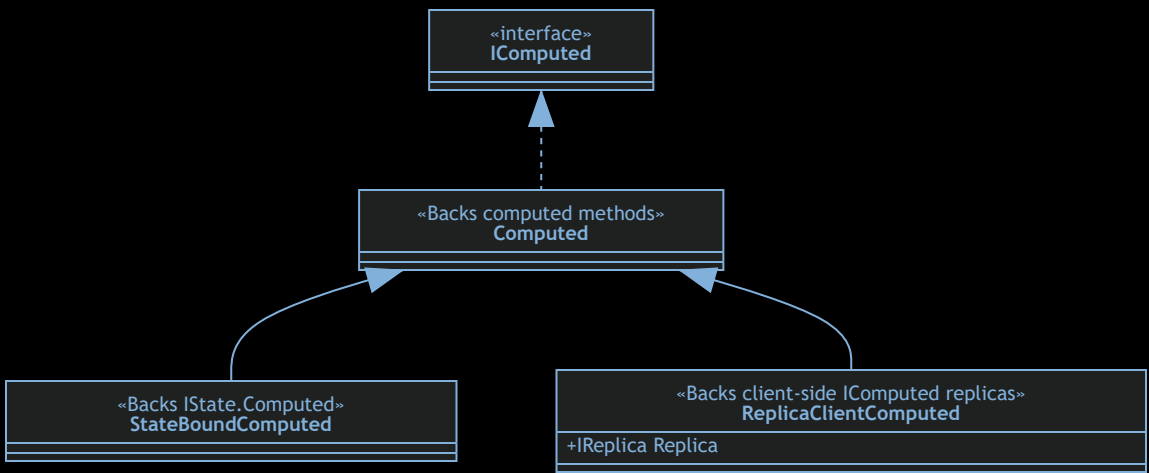 «interface»
IComputed
«Backs computed methods»
Computed
«Backs IState.Computed»
StateBoundComputed
«Backs client-side IComputed replicas»
ReplicaClientComputed
+IReplica Replica